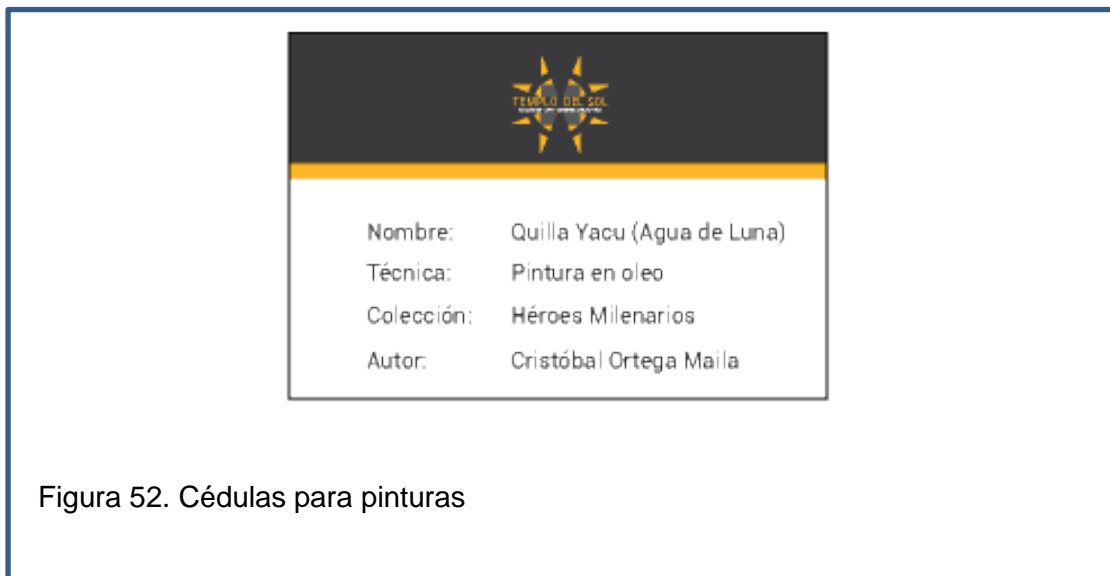 TEMPLO DEL SOL
Nombre: Quilla Yacu (Agua de Luna)
Técnica: Pintura en oleo
Colección: Héroes Milenarios
Autor: Cristóbal Ortega Maila
Figura 52. Cédulas para pinturas